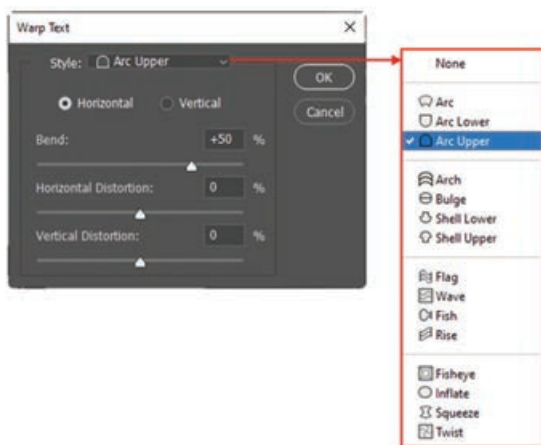 Warp Text
Style: Arc Upper
OK
Horizontal
Vertical
Cancel
Bend: +50 %
Horizontal Distortion: 0 %
Vertical Distortion: 0 %
None
Arc
Arc Lower
Arc Upper
Arch
Bulge
Shell Lower
Shell Upper
Flag
Wave
Fish
Rise
Fisheye
Inflate
Squeeze
Twist